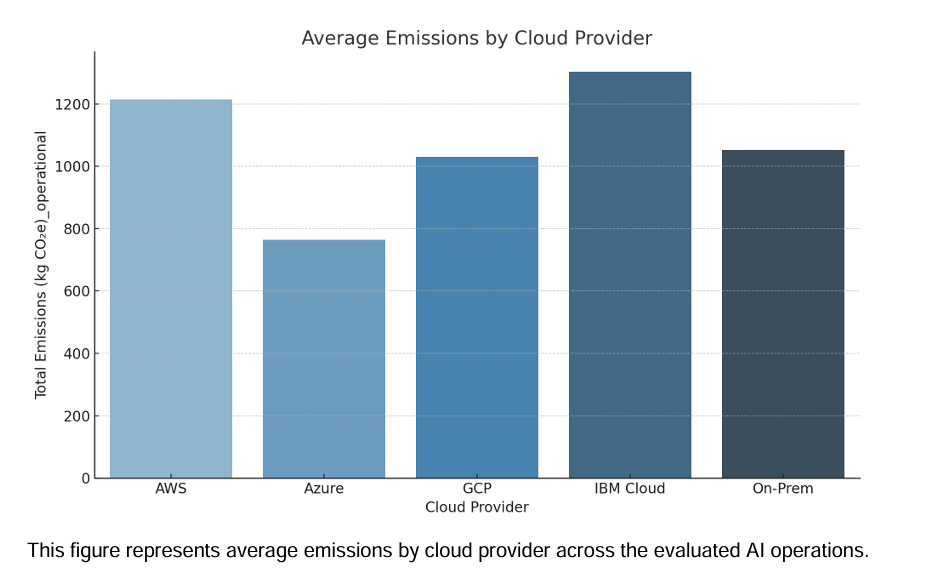 Average Emissions by Cloud Provider
Total Emissions (kg CO₂e)_operational
1200
1000
800
600
400
200
0
AWS Azure GCP IBM Cloud On-Prem
Cloud Provider
This figure represents average emissions by cloud provider across the evaluated AI operations.